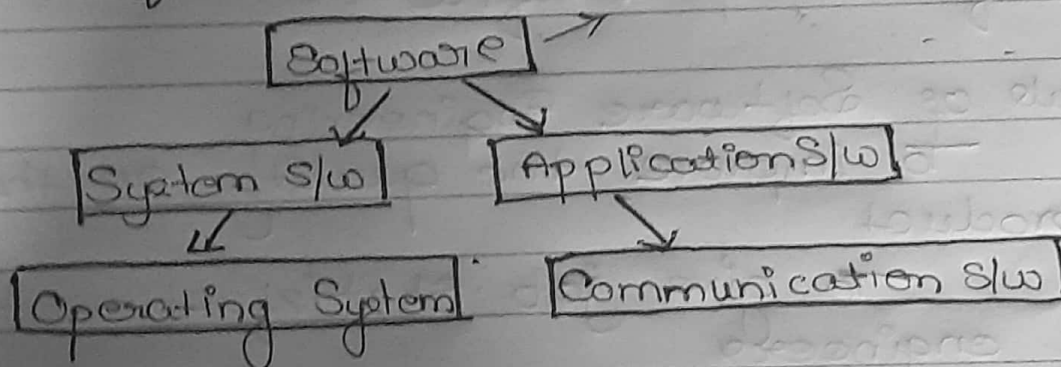 Software
System S/w Application S/w
Operating System Communication S/w